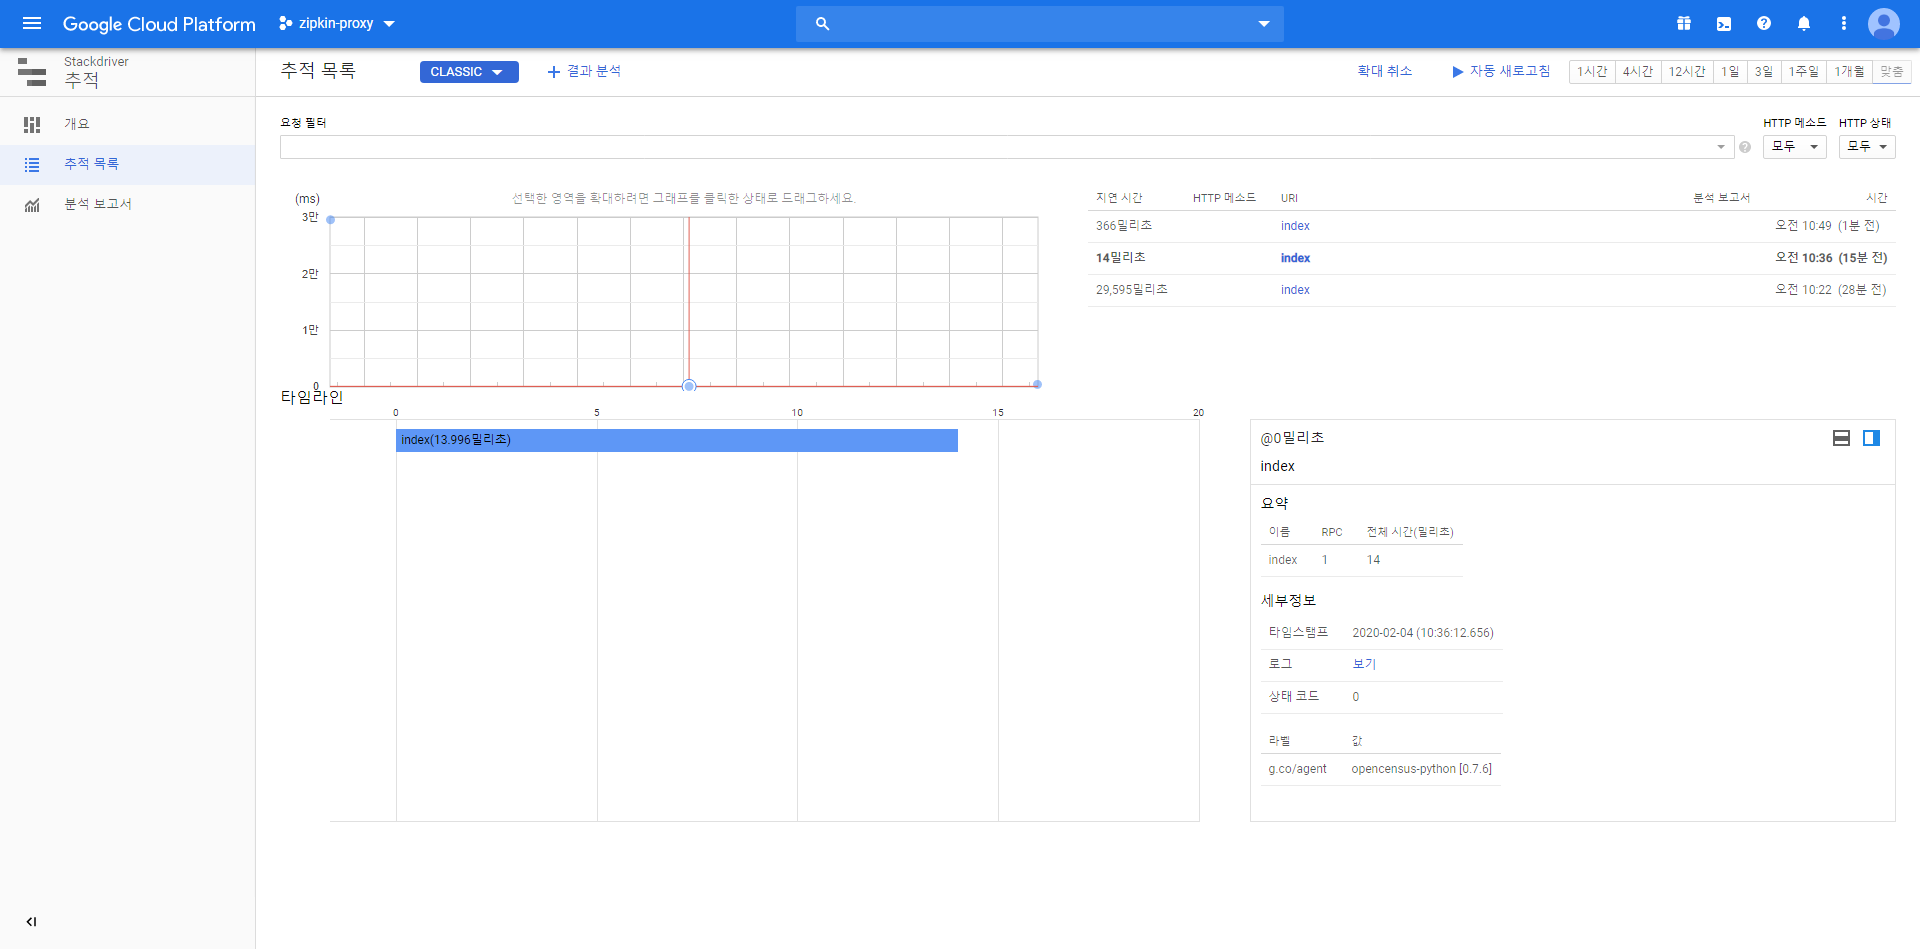 Google Cloud Platform
zipkin-proxy
Stackdriver
추적
개요
추적 목록
분석 보고서
추적 목록
CLASSIC
결과 분석
확대 취소
자동 새로고침
1시간
4시간
12시간
1일
3일
1주일
1개월
맞춤
요청 필터
HTTP 메소드
HTTP 상태
모두
모두
(ms)
선택한 영역을 확대하려면 그래프를 클릭한 상태로 드래그하세요.
3만
2만
1만
0
지연 시간 HTTP 메소드 URI 분석 보고서 시간
366밀리초 index 오전 10:49 (1분 전)
14밀리초 index 오전 10:36 (15분 전)
29,595밀리초 index 오전 10:22 (28분 전)
타임라인
0 5 10 15 20
index(13.996밀리초)
@0밀리초
index
요약
이름 RPC 전체 시간(밀리초)
index 1 14
세부정보
타임스탬프 2020-02-04 (10:36:12.656)
로그 보기
상태 코드 0
라벨 값
g.co/agent opencensus-python [0.7.6]